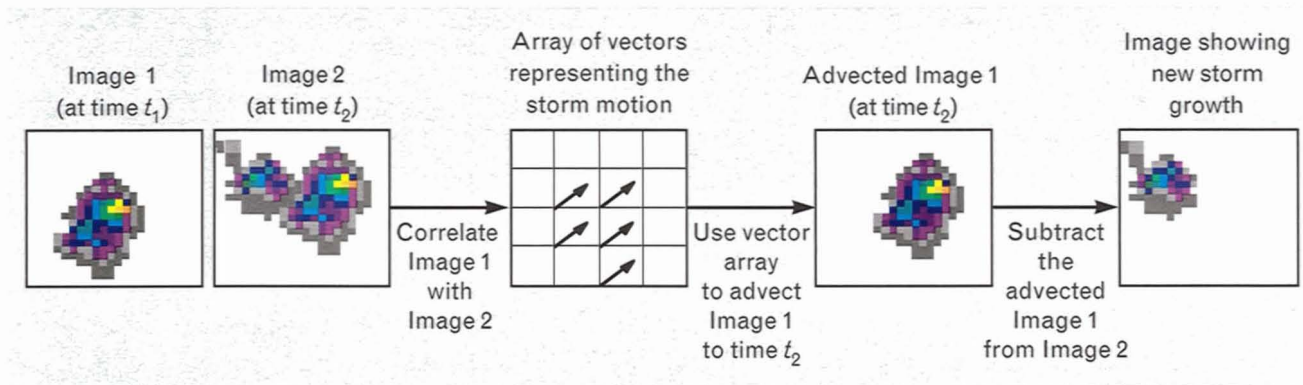 Image 1
(at time t₁)
Image 2
(at time t₂)
Correlate
Image 1
with
Image 2
Array of vectors
representing the
storm motion
Use vector
array
to advect
Image 1
to time t₂
Advected Image 1
(at time t₂)
Subtract
the
advected
Image 1
from Image 2
Image showing
new storm
growth